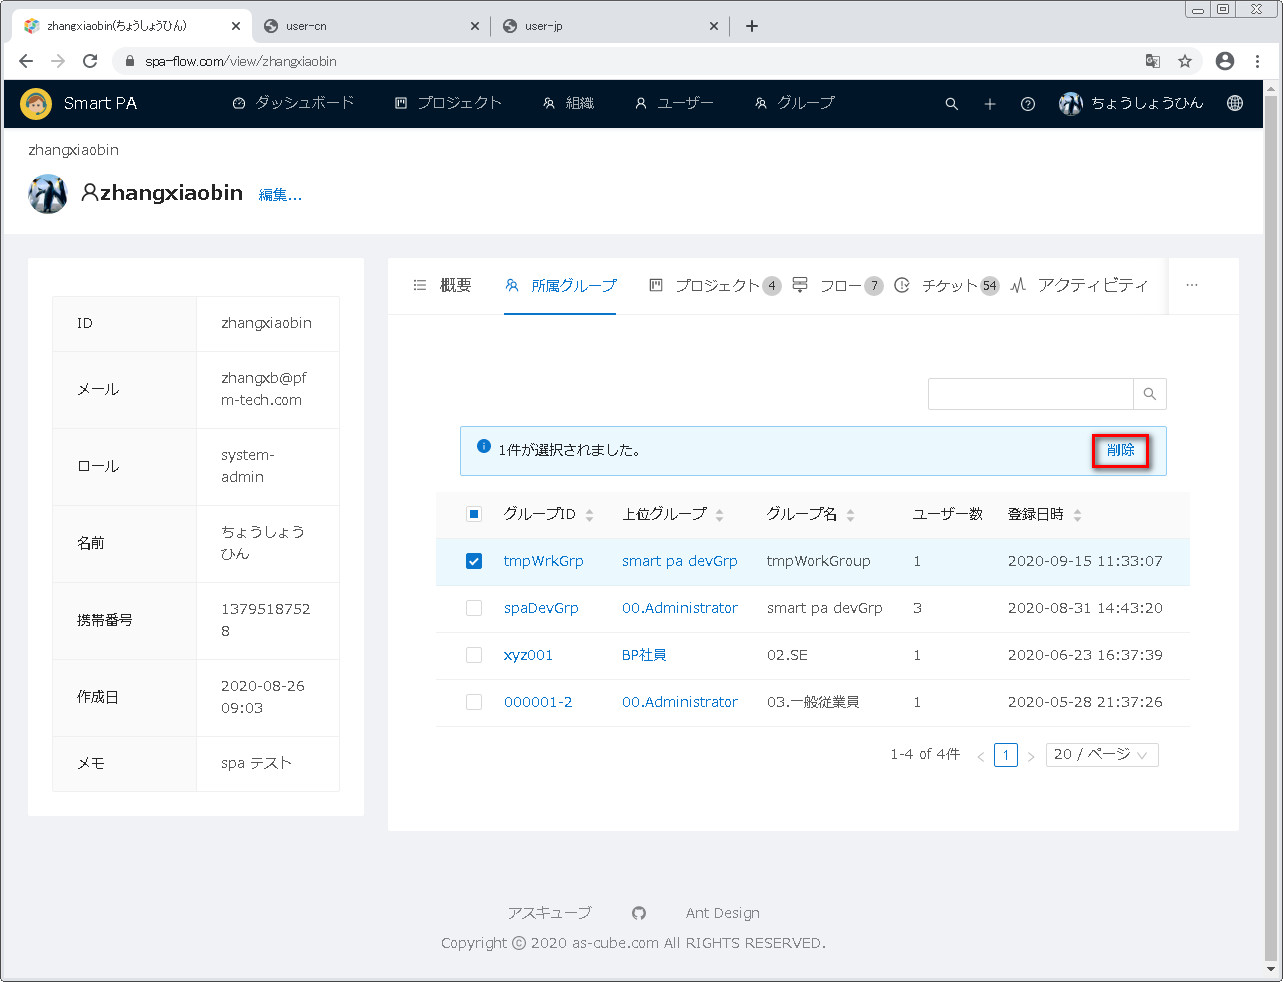 zhangxiaobin(ちょうしょうひん)
user-cn
user-jp
spa-flow.com/view/zhangxiaobin
Smart PA
ダッシュボード
プロジェクト
組織
ユーザー
グループ
ちょうしょうひん
zhangxiaobin
zhangxiaobin 編集...
ID zhangxiaobin
メール zhangxb@pf
m-tech.com
ロール system-
admin
名前 ちょうしょう
ひん
携帯番号 1379518752
8
作成日 2020-08-26
09:03
メモ spa テスト
概要 所属グループ プロジェクト 4 フロー 7 チケット 54 アクティビティ ...
1件が選択されました。 削除
グループID 上位グループ グループ名 ユーザー数 登録日時
tmpWrkGrp smart pa devGrp tmpWorkGroup 1 2020-09-15 11:33:07
spaDevGrp 00.Administrator smart pa devGrp 3 2020-08-31 14:43:20
xyz001 BP社員 02.SE 1 2020-06-23 16:37:39
000001-2 00.Administrator 03.一般従業員 1 2020-05-28 21:37:26
1-4 of 4件 < 1 > 20 / ページ
アスキューブ Ant Design
Copyright © 2020 as-cube.com All RIGHTS RESERVED.